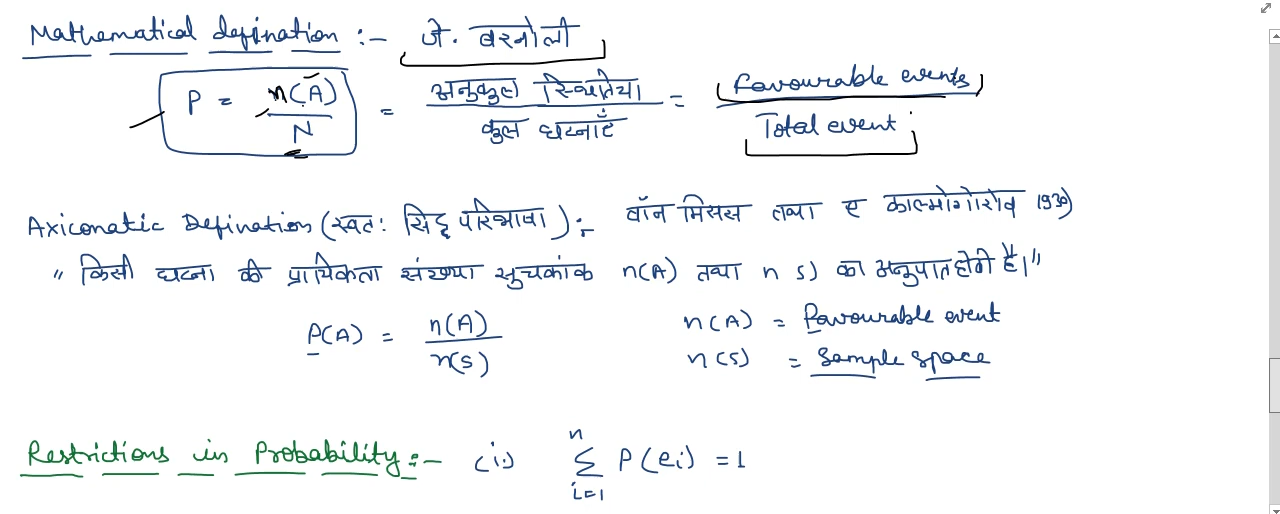 Mathematical defination :- जे. बरनोली
P = n(A) / N = अनुकुल स्थितिया / कुल घटनाएँ = favourable events / Total event
Axiomatic Defination (स्वतः सिद्ध परिभाषा) :- वॉन मिसस तथा ए काल्मोगोरोव 1930)
" किसी घटना की प्रायिकता संख्या सुचकांक n(A) तथा n s) का अनुपात होती है।"
P(A) = n(A) / n(s) n(A) = Favourable event
n(s) = Sample space
Restrictions in Probability :- (i) n ∑ i=1 P(ei) = 1